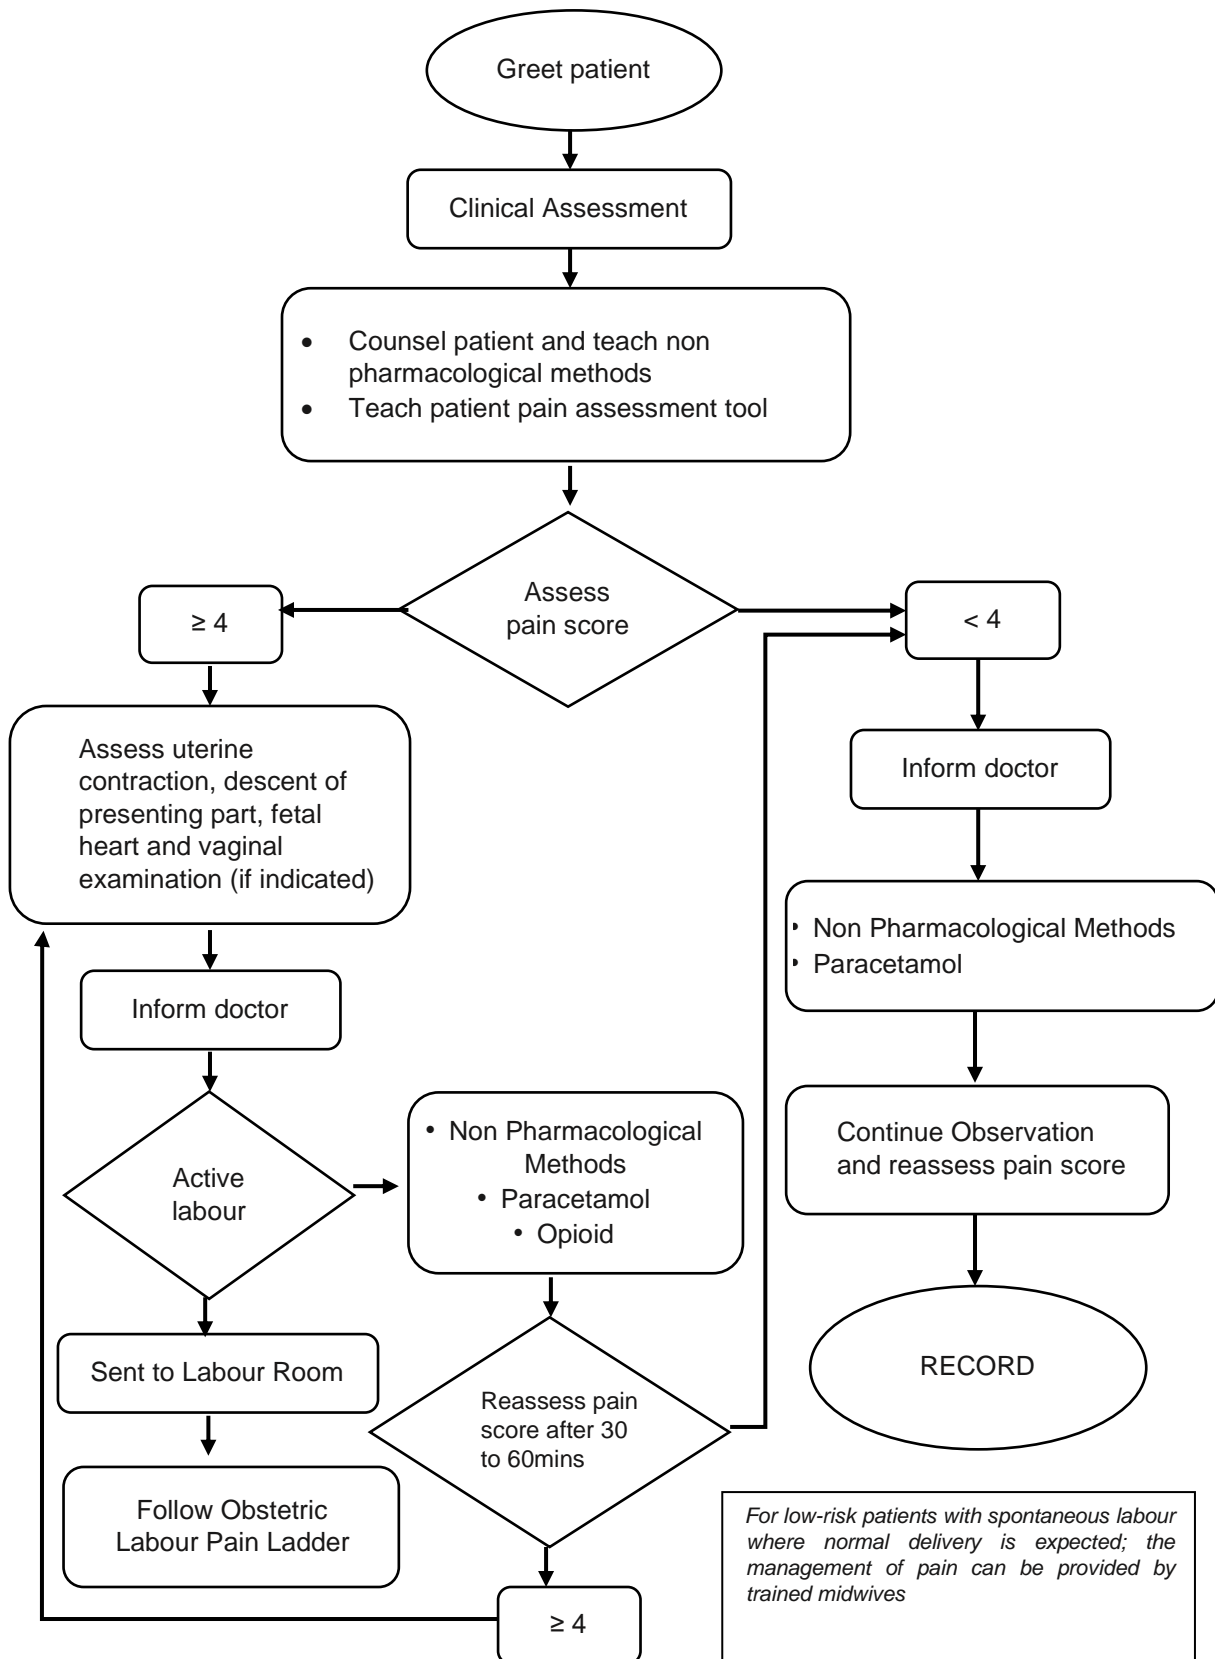 Greet patient
Clinical Assessment
• Counsel patient and teach non
pharmacological methods
• Teach patient pain assessment tool
Assess
pain score
≥ 4
< 4
Assess uterine
contraction, descent of
presenting part, fetal
heart and vaginal
examination (if indicated)
Inform doctor
Inform doctor
• Non Pharmacological Methods
• Paracetamol
Active
labour
• Non Pharmacological
Methods
• Paracetamol
• Opioid
Continue Observation
and reassess pain score
Sent to Labour Room
Reassess pain
score after 30
to 60mins
RECORD
Follow Obstetric
Labour Pain Ladder
≥ 4
For low-risk patients with spontaneous labour
where normal delivery is expected; the
management of pain can be provided by
trained midwives